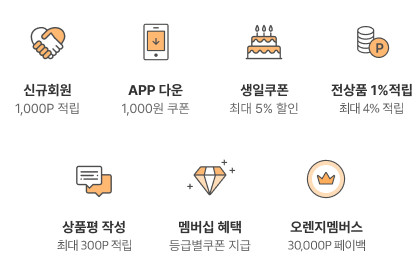 신규회원
1,000P 적립
APP 다운
1,000원 쿠폰
생일쿠폰
최대 5% 할인
전상품 1%적립
최대 4% 적립
P
상품평 작성
최대 300P 적립
멤버십 혜택
등급별쿠폰 지급
오렌지멤버스
30,000P 페이백